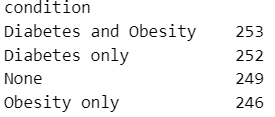 condition
Diabetes and Obesity    253
Diabetes only           252
None                    249
Obesity only            246